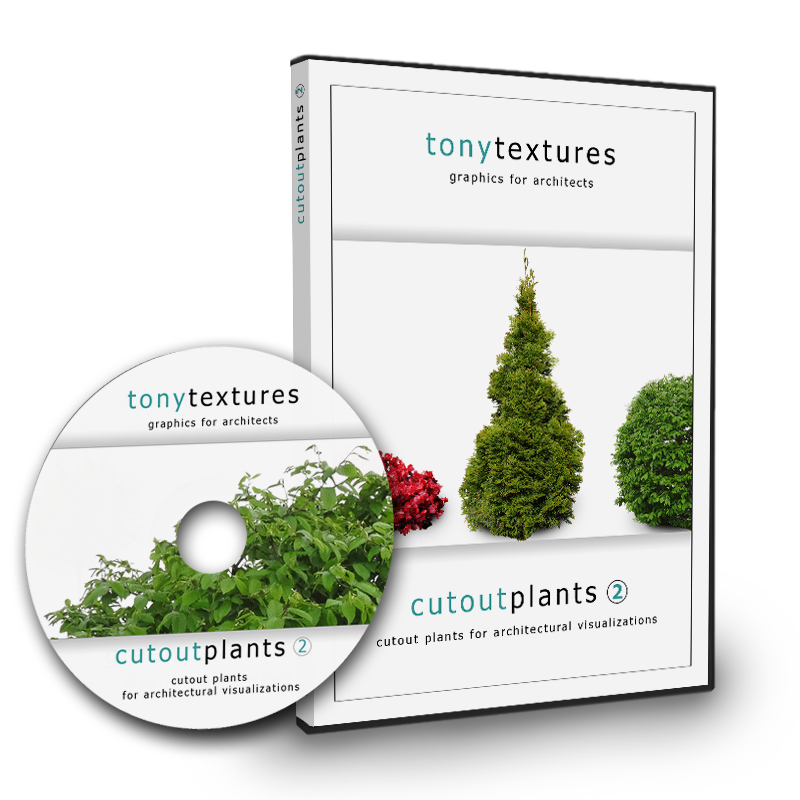 cutoutplants ②
tonytextures
graphics for architects
cutoutplants ②
cutout plants for architectural visualizations
tonytextures
graphics for architects
cutoutplants ②
cutout plants
for architectural visualizations